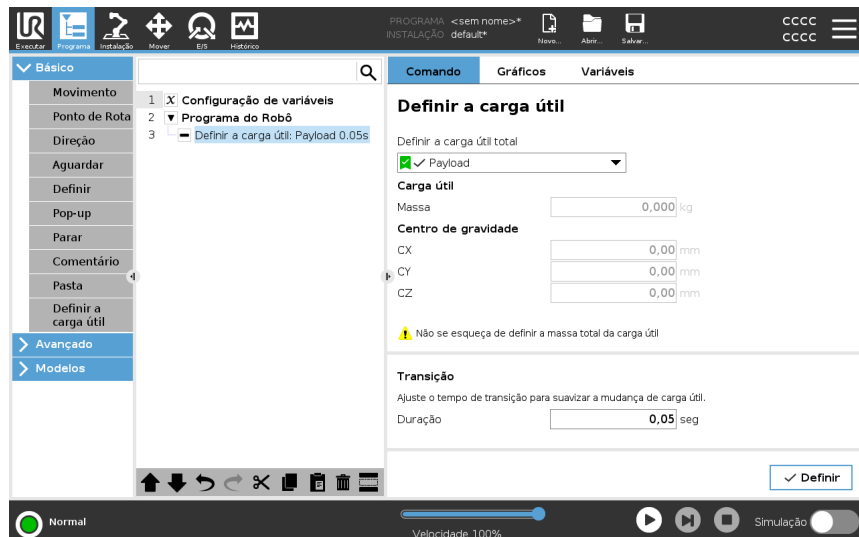 PROGRAMA <sem nome>*
INSTALAÇÃO default*
cccc
cccc
Executar Programa Instalação Mover E/S Histórico Novo... Abrir... Salvar...
Básico
Movimento
Ponto de Rota
Direção
Aguardar
Definir
Pop-up
Parar
Comentário
Pasta
Definir a
carga útil
Avançado
Modelos
1 X Configuração de variáveis
2 Programa do Robô
3 Definir a carga útil: Payload 0.05s
Comando Gráficos Variáveis
Definir a carga útil
Definir a carga útil total
Payload
Carga útil
Massa 0,000 kg
Centro de gravidade
CX 0,00 mm
CY 0,00 mm
CZ 0,00 mm
Não se esqueça de definir a massa total da carga útil
Transição
Ajuste o tempo de transição para suavizar a mudança de carga útil.
Duração 0,05 seg
Definir
Normal
Velocidade 100%
Simulação